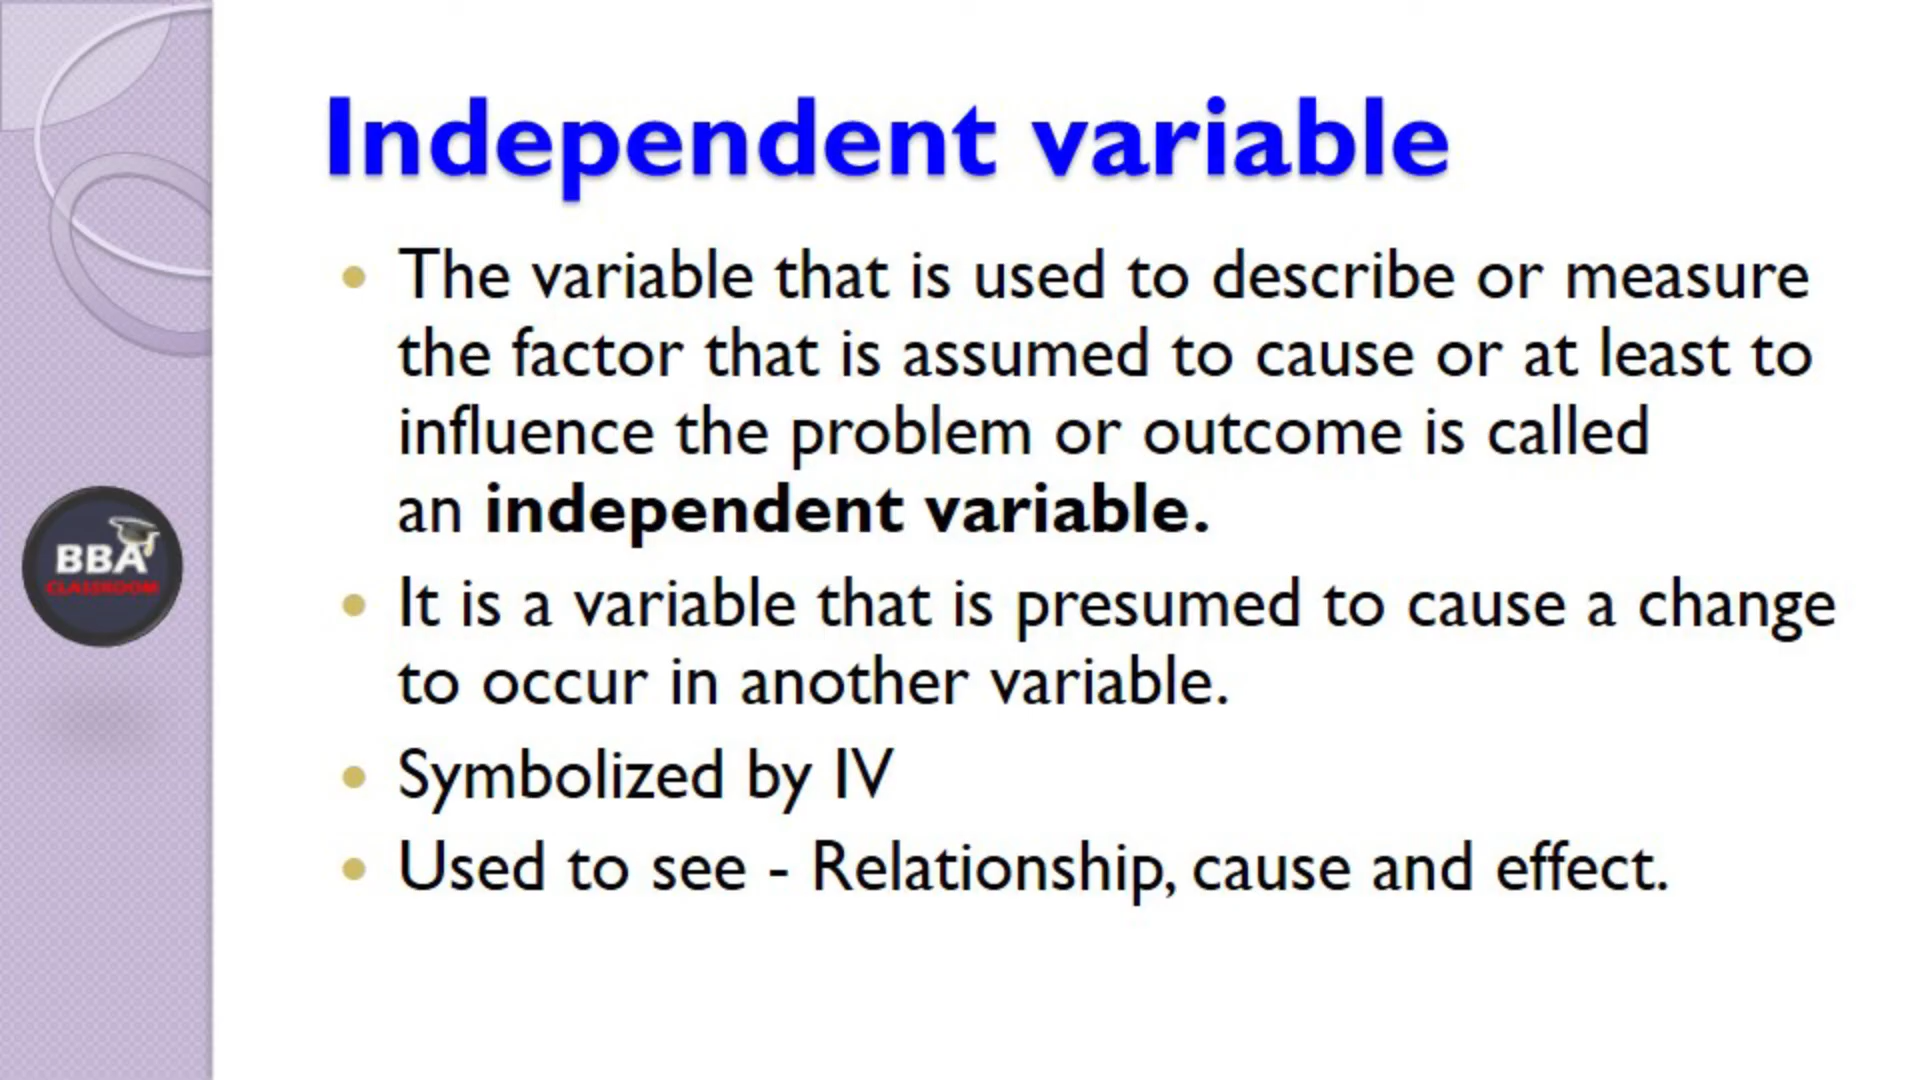 Independent variable
• The variable that is used to describe or measure
the factor that is assumed to cause or at least to
influence the problem or outcome is called
an independent variable.
• It is a variable that is presumed to cause a change
to occur in another variable.
• Symbolized by IV
• Used to see - Relationship, cause and effect.
BBA
CLASSROOM